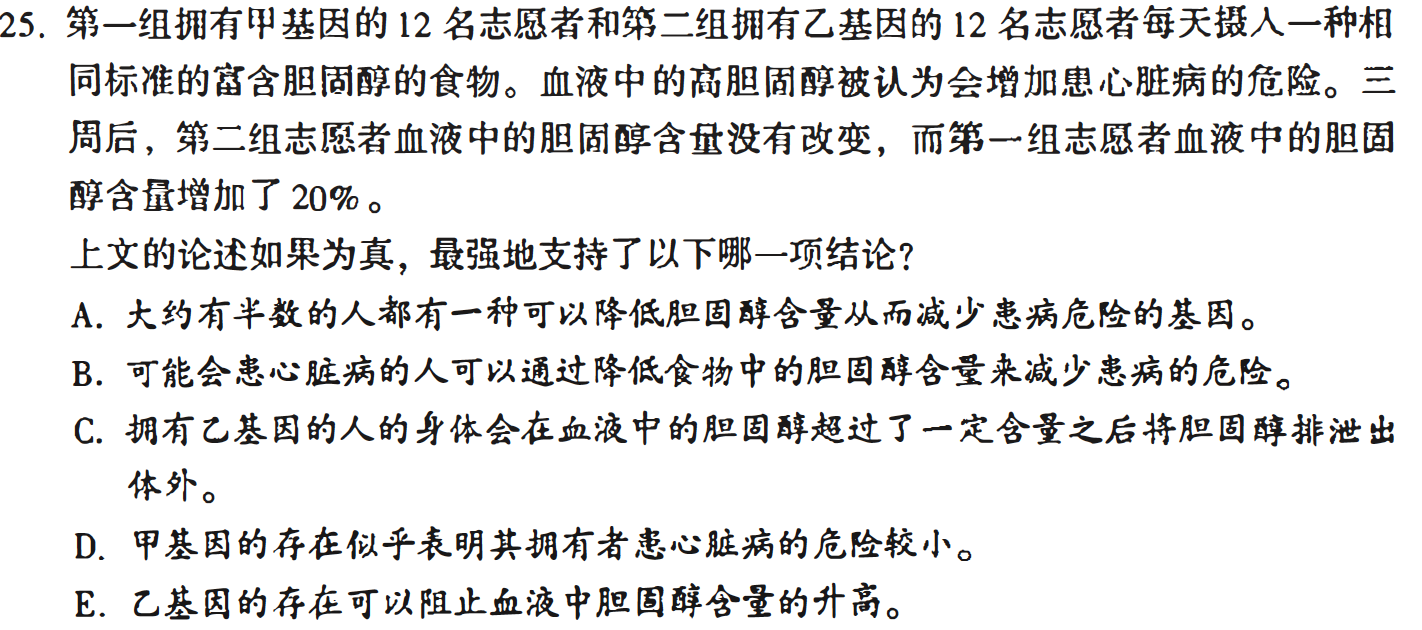 25. 第一组拥有甲基因的 12 名志愿者和第二组拥有乙基因的 12 名志愿者每天摄入一种相
同标准的富含胆固醇的食物。血液中的高胆固醇被认为会增加患心脏病的危险。三
周后，第二组志愿者血液中的胆固醇含量没有改变，而第一组志愿者血液中的胆固
醇含量增加了 20%。
上文的论述如果为真，最强地支持了以下哪一项结论?
A. 大约有半数的人都有一种可以降低胆固醇含量从而减少患病危险的基因。
B. 可能会患心脏病的人可以通过降低食物中的胆固醇含量来减少患病的危险。
C. 拥有乙基因的人的身体会在血液中的胆固醇超过了一定含量之后将胆固醇排泄出
体外。
D. 甲基因的存在似乎表明其拥有者患心脏病的危险较小。
E. 乙基因的存在可以阻止血液中胆固醇含量的升高。